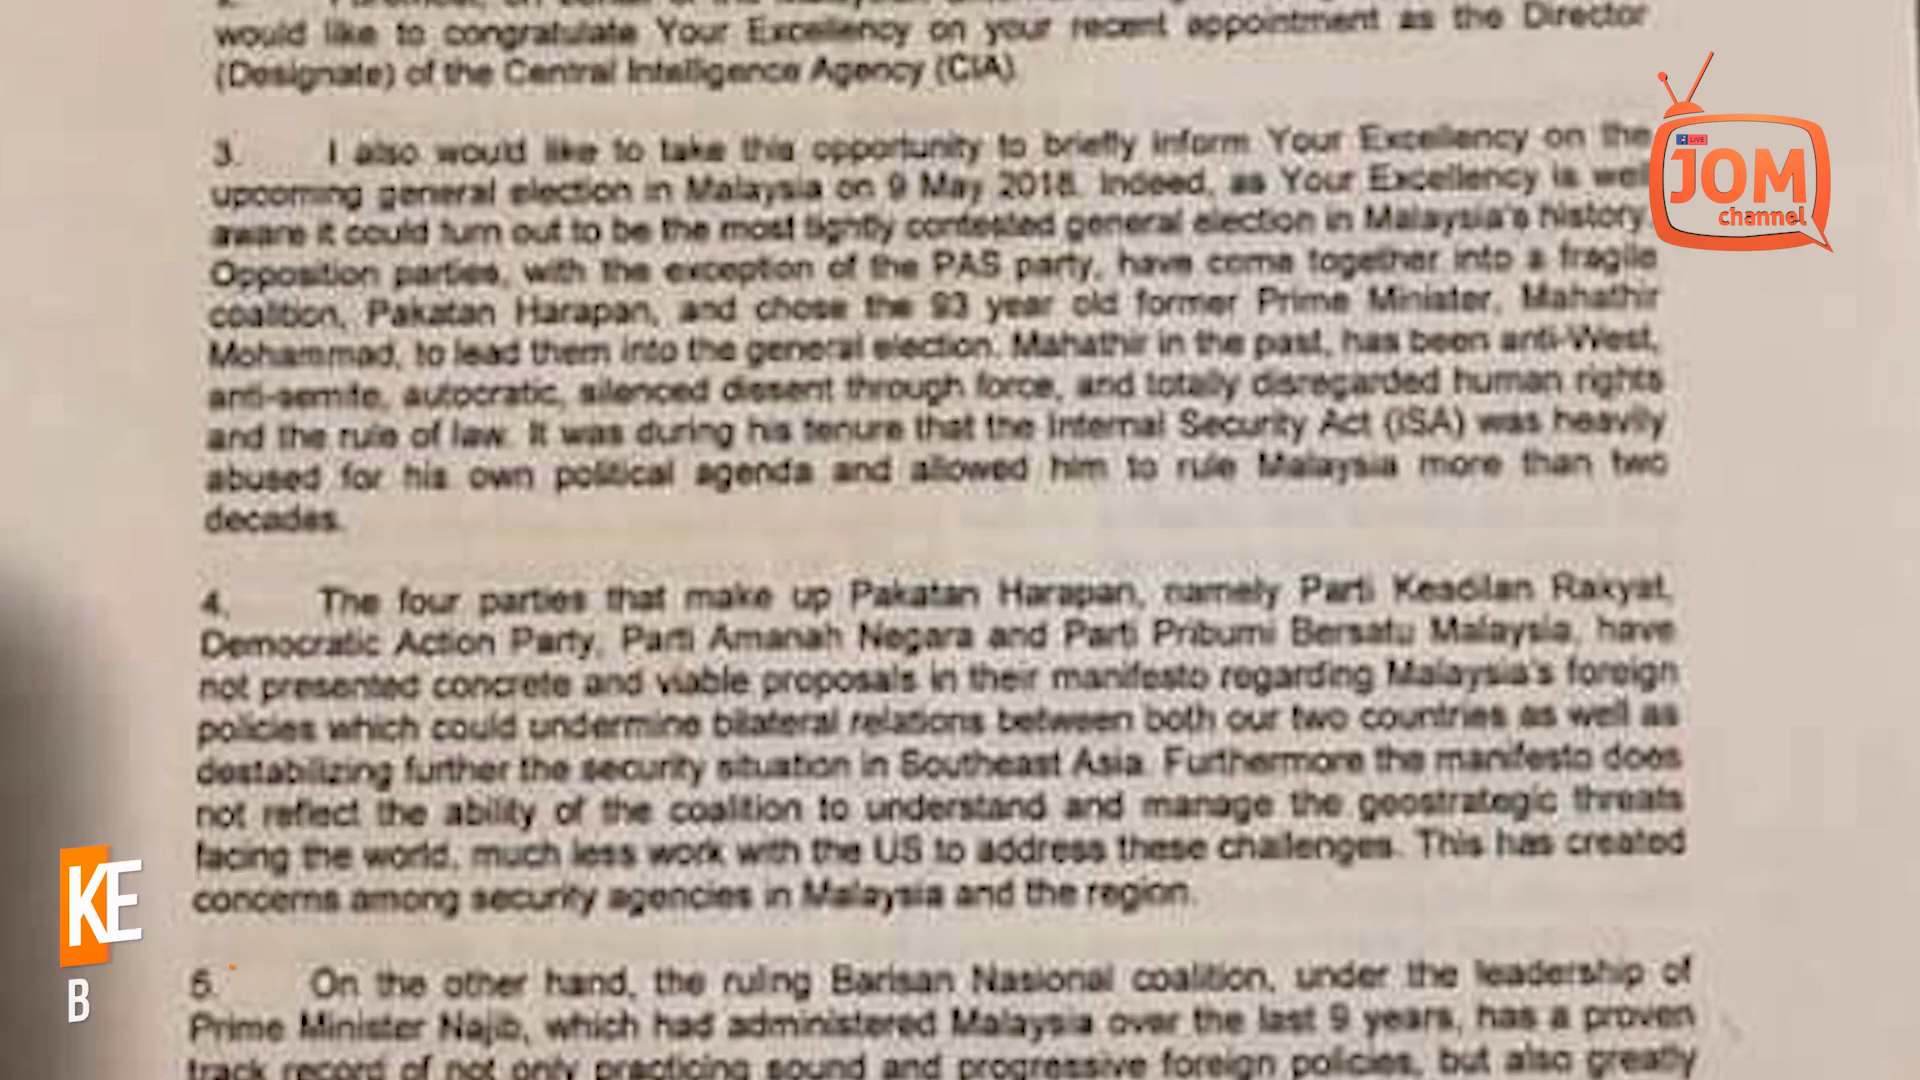 would like to congratulate Your Excellency on your recent appointment as the Director
(Designate) of the Central Intelligence Agency (CIA)
3. I also would like to take this opportunity to briefly inform Your Excellency on the
upcoming general election in Malaysia on 9 May 2018. Indeed, as Your Excellency is well
aware it could turn out to be the most tightly contested general election in Malaysia's history.
Opposition parties, with the exception of the PAS party, have come together into a fragile
coalition, Pakatan Harapan, and chose the 93 year old former Prime Minister, Mahathir
Mohammad, to lead them into the general election. Mahathir in the past, has been anti-West,
anti-semite, autocratic, silenced dissent through force, and totally disregarded human rights
and the rule of law. It was during his tenure that the Internal Security Act (ISA) was heavily
abused for his own political agenda and allowed him to rule Malaysia more than two
decades.
4. The four parties that make up Pakatan Harapan, namely Parti Keadilan Rakyat,
Democratic Action Party, Parti Amanah Negara and Parti Pribumi Bersatu Malaysia, have
not presented concrete and viable proposals in their manifesto regarding Malaysia's foreign
policies which could undermine bilateral relations between both our two countries as well as
destabilizing further the security situation in Southeast Asia. Furthermore the manifesto does
not reflect the ability of the coalition to understand and manage the geostrategic threats
facing the world, much less work with the US to address these challenges. This has created
concerns among security agencies in Malaysia and the region.
5. On the other hand, the ruling Barisan Nasional coalition, under the leadership of
Prime Minister Najib, which had administered Malaysia over the last 9 years, has a proven
track record of not only practicing sound and progressive foreign policies, but also greatly
LIVE
JOM
channel
KE
B